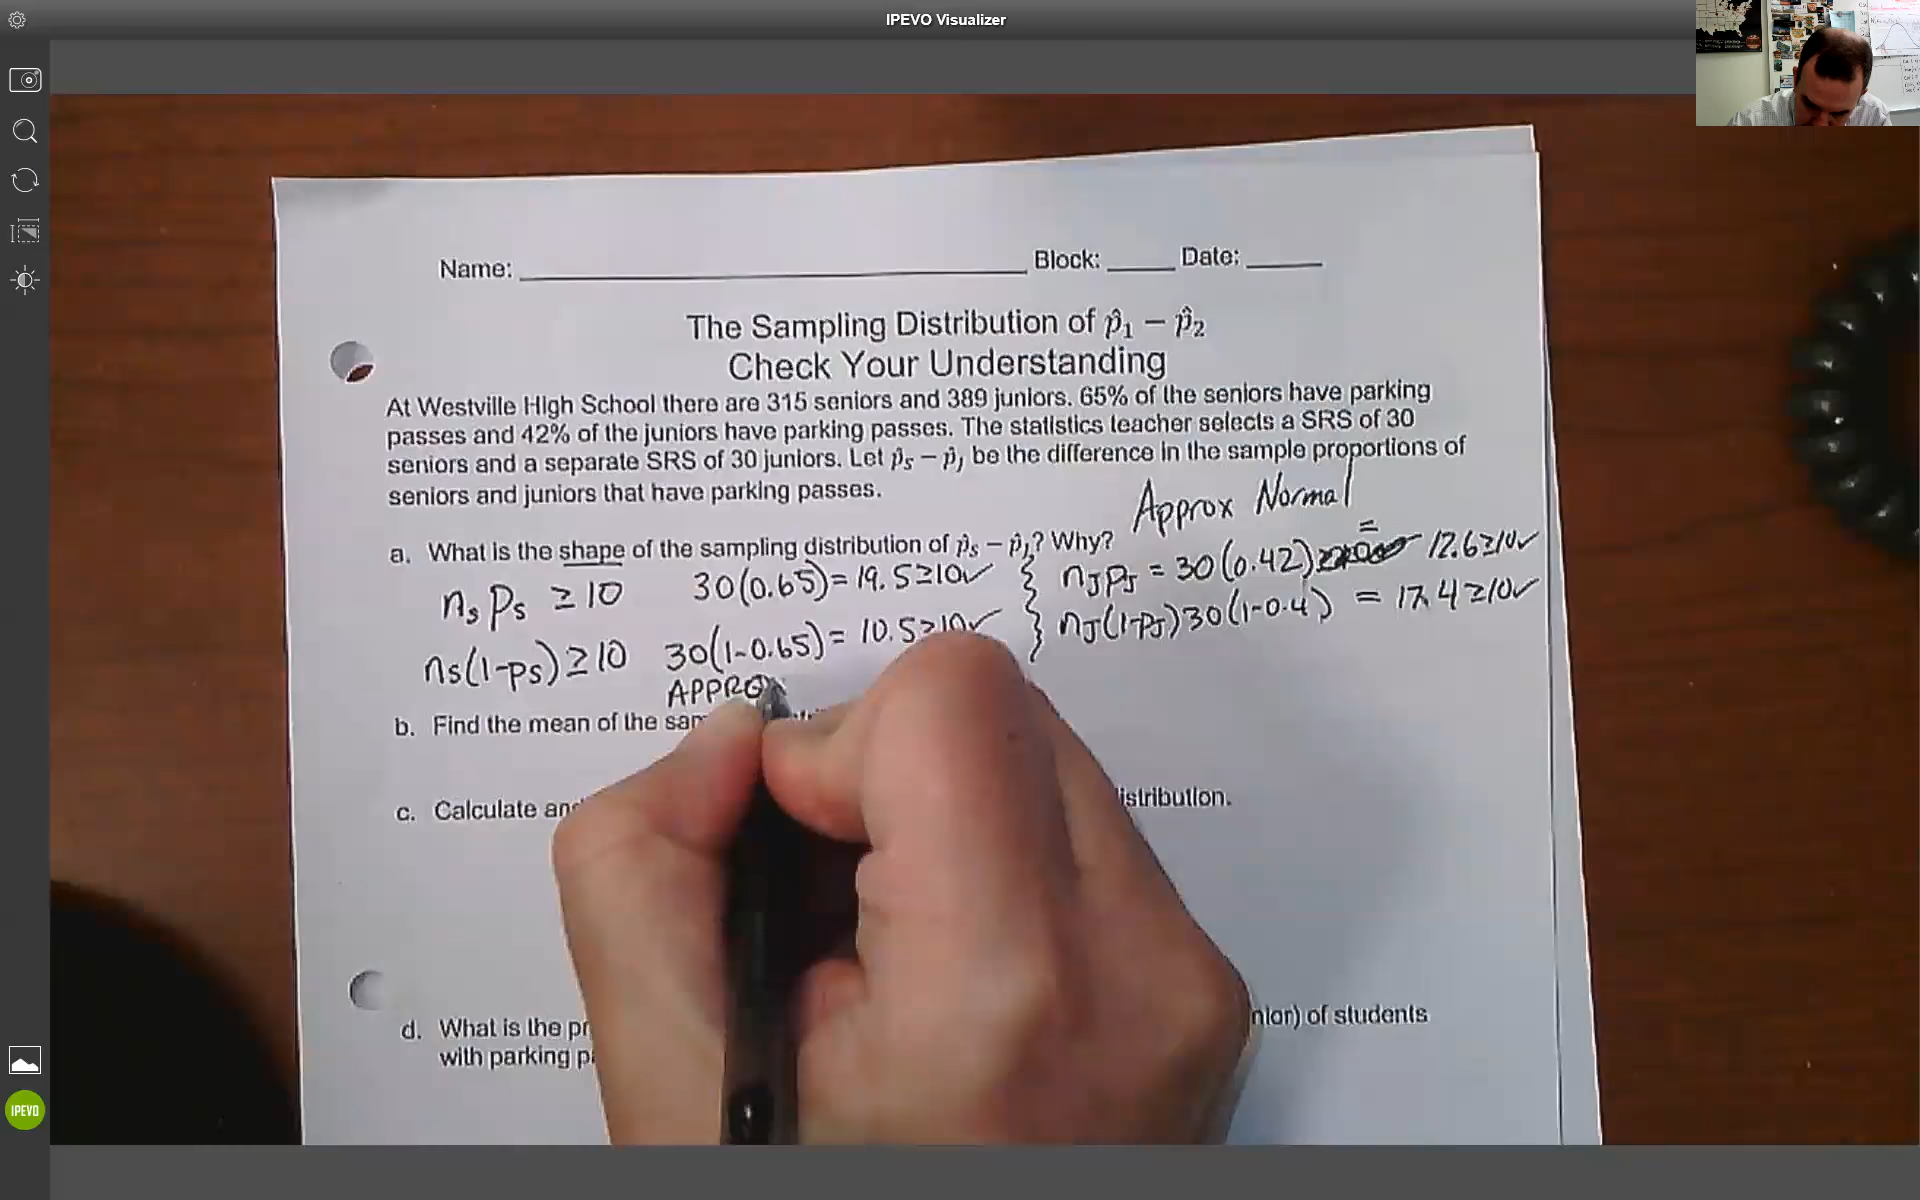 IPEVO Visualizer
Name: Block: Date:
The Sampling Distribution of p̂₁ − p̂₂
Check Your Understanding
At Westville High School there are 315 seniors and 389 juniors. 65% of the seniors have parking
passes and 42% of the juniors have parking passes. The statistics teacher selects a SRS of 30
seniors and a separate SRS of 30 juniors. Let p̂ₛ − p̂ⱼ be the difference in the sample proportions of
seniors and juniors that have parking passes.
Approx Normal
a. What is the shape of the sampling distribution of p̂ₛ − p̂ⱼ? Why?
nₛ pₛ ≥ 10 30(0.65) = 19.5 ≥ 10 ✓ nJ pJ = 30(0.42) = 12.6 ≥ 10 ✓
nₛ(1-pₛ) ≥ 10 30(1-0.65) = 10.5 ≥ 10 ✓ nJ(1-pJ) 30(1-0.4) = 17.4 ≥ 10 ✓
APPRO
b. Find the mean of the
c. Calculate istribution.
d. What is the of students
with parking
IPEVO